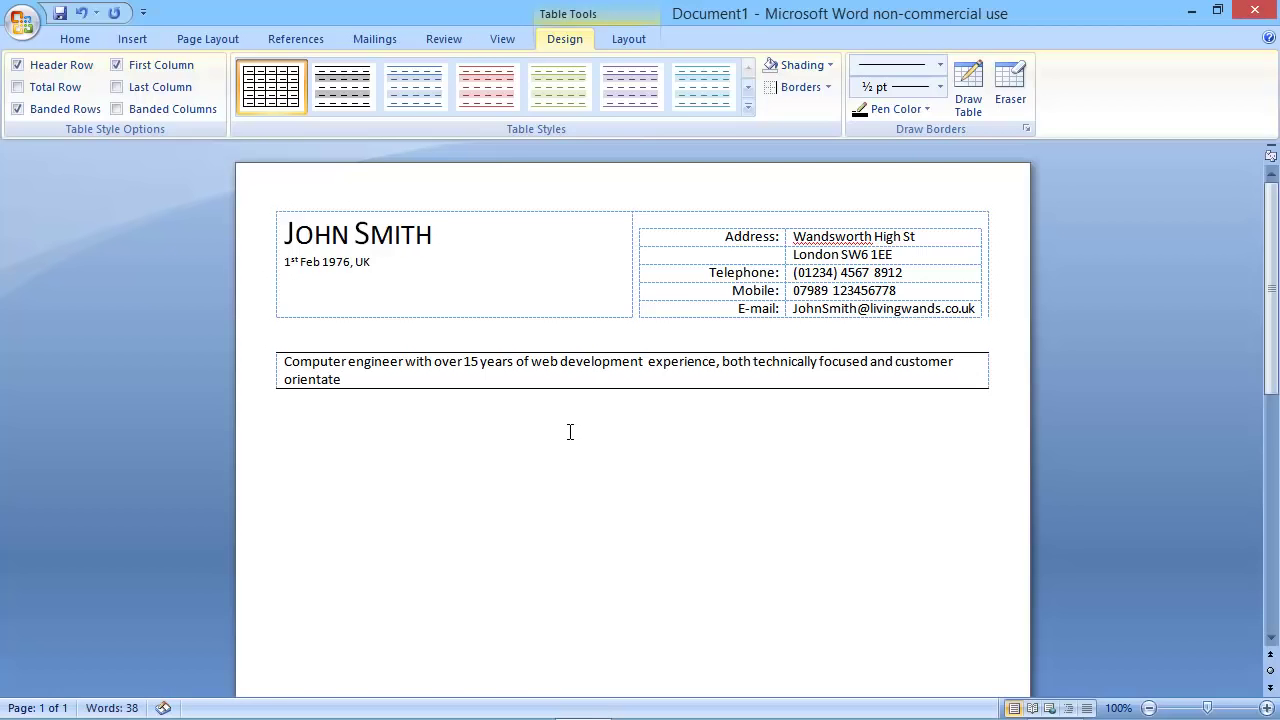 Table Tools
Document1 - Microsoft Word non-commercial use
Home Insert Page Layout References Mailings Review View Design Layout
Header Row First Column
Total Row Last Column
Banded Rows Banded Columns
Table Style Options
Table Styles
Shading
Borders
½ pt
Pen Color
Draw Table
Eraser
Draw Borders
JOHN SMITH
1st Feb 1976, UK
Address: Wandsworth High St
London SW6 1EE
Telephone: (01234) 4567 8912
Mobile: 07989 123456778
E-mail: JohnSmith@livingwands.co.uk
Computer engineer with over 15 years of web development experience, both technically focused and customer
orientate
Page: 1 of 1 Words: 38 100%